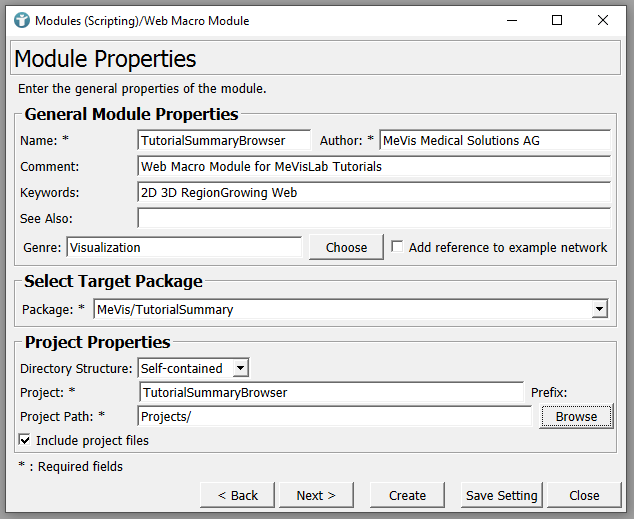 Modules (Scripting)/Web Macro Module
Module Properties
Enter the general properties of the module.
General Module Properties
Name: * TutorialSummaryBrowser Author: * MeVis Medical Solutions AG
Comment: Web Macro Module for MeVisLab Tutorials
Keywords: 2D 3D RegionGrowing Web
See Also:
Genre: Visualization Choose Add reference to example network
Select Target Package
Package: * MeVis/TutorialSummary
Project Properties
Directory Structure: Self-contained
Project: * TutorialSummaryBrowser Prefix:
Project Path: * Projects/ Browse
Include project files
* : Required fields
< Back Next > Create Save Setting Close